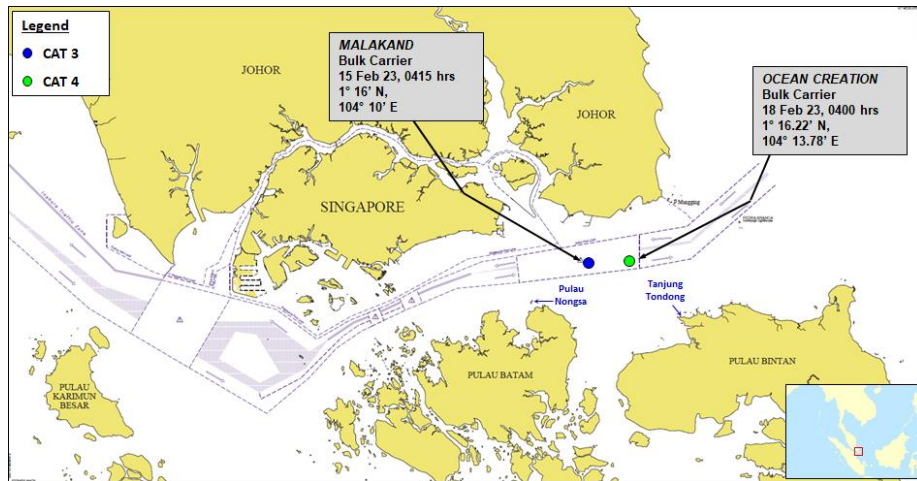 Legend
CAT 3
CAT 4
MALAKAND
Bulk Carrier
15 Feb 23, 0415 hrs
1° 16' N,
104° 10' E
OCEAN CREATION
Bulk Carrier
18 Feb 23, 0400 hrs
1° 16.22' N,
104° 13.78' E
JOHOR
JOHOR
SINGAPORE
Pulau
Nongsa
Tanjung
Tondong
PULAU BATAM
PULAU BINTAN
PULAU
KARIMUN
BESAR